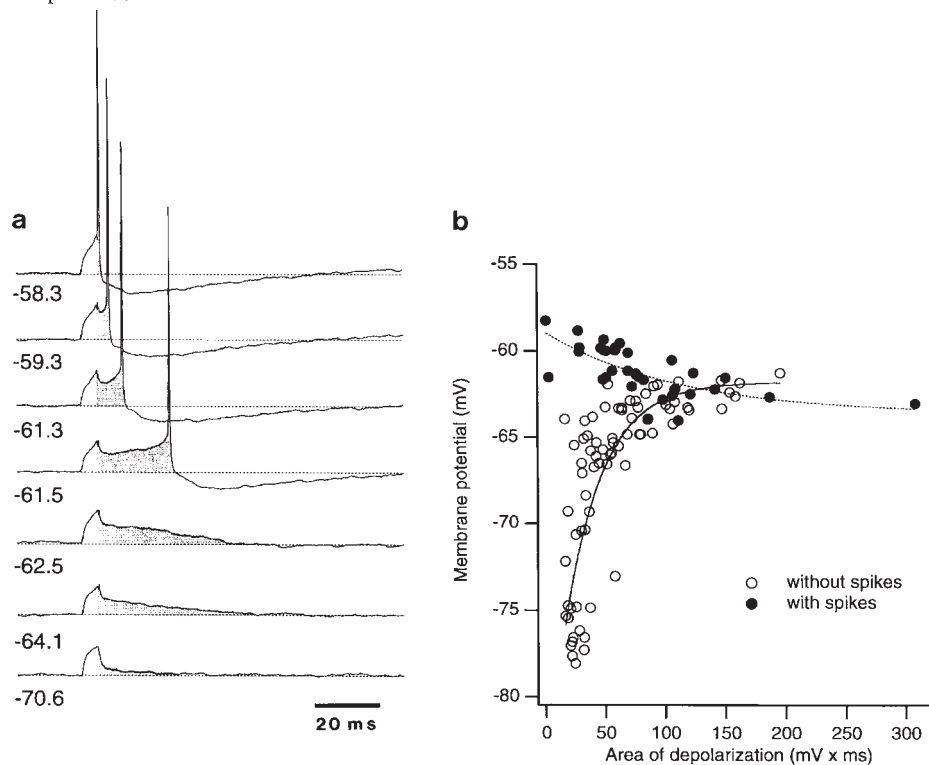 a
-58.3
-59.3
-61.3
-61.5
-62.5
-64.1
-70.6
20 ms
b
-55
-60
-65
-70
-75
-80
Membrane potential (mV)
without spikes
with spikes
0 50 100 150 200 250 300
Area of depolarization (mV x ms)